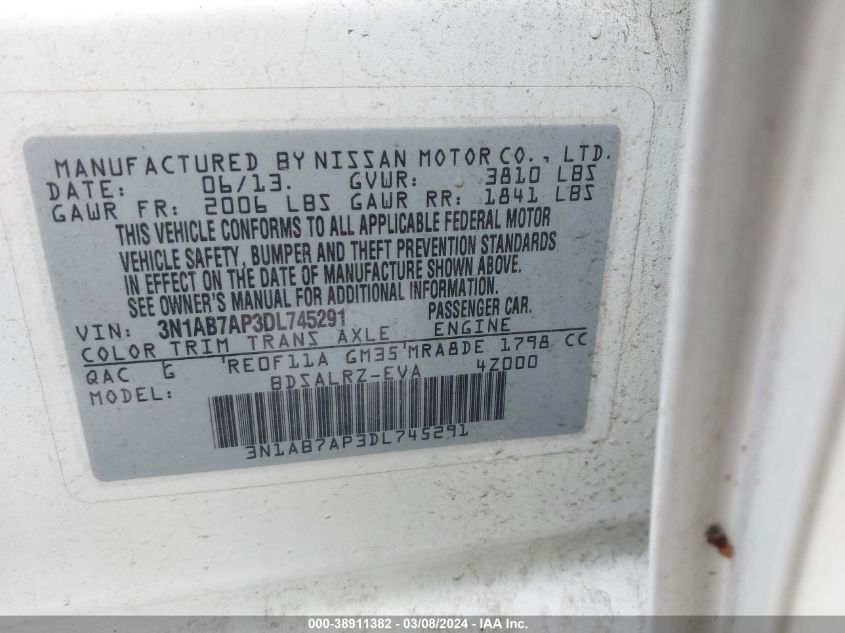 MANUFACTURED BY NISSAN MOTOR CO., LTD.
DATE: 06/13. GVWR: 3810 LBS
GAWR FR: 2006 LBS GAWR RR: 1841 LBS
THIS VEHICLE CONFORMS TO ALL APPLICABLE FEDERAL MOTOR
VEHICLE SAFETY, BUMPER AND THEFT PREVENTION STANDARDS
IN EFFECT ON THE DATE OF MANUFACTURE SHOWN ABOVE.
SEE OWNER'S MANUAL FOR ADDITIONAL INFORMATION.
VIN: 3N1AB7AP3DL745291 PASSENGER CAR.
COLOR TRIM TRANS AXLE ENGINE
QAC G RE0F11A GM35 MRA8DE 1798 CC
MODEL: BDSALRZ-EVA 4Z000
3N1AB7AP3DL745291
000-38911382 - 03/08/2024 - IAA Inc.